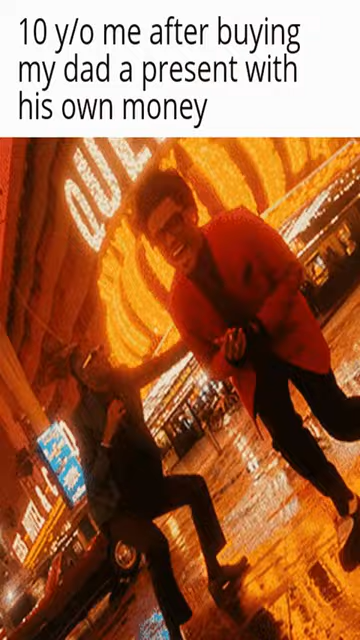 10 y/o me after buying
my dad a present with
his own money